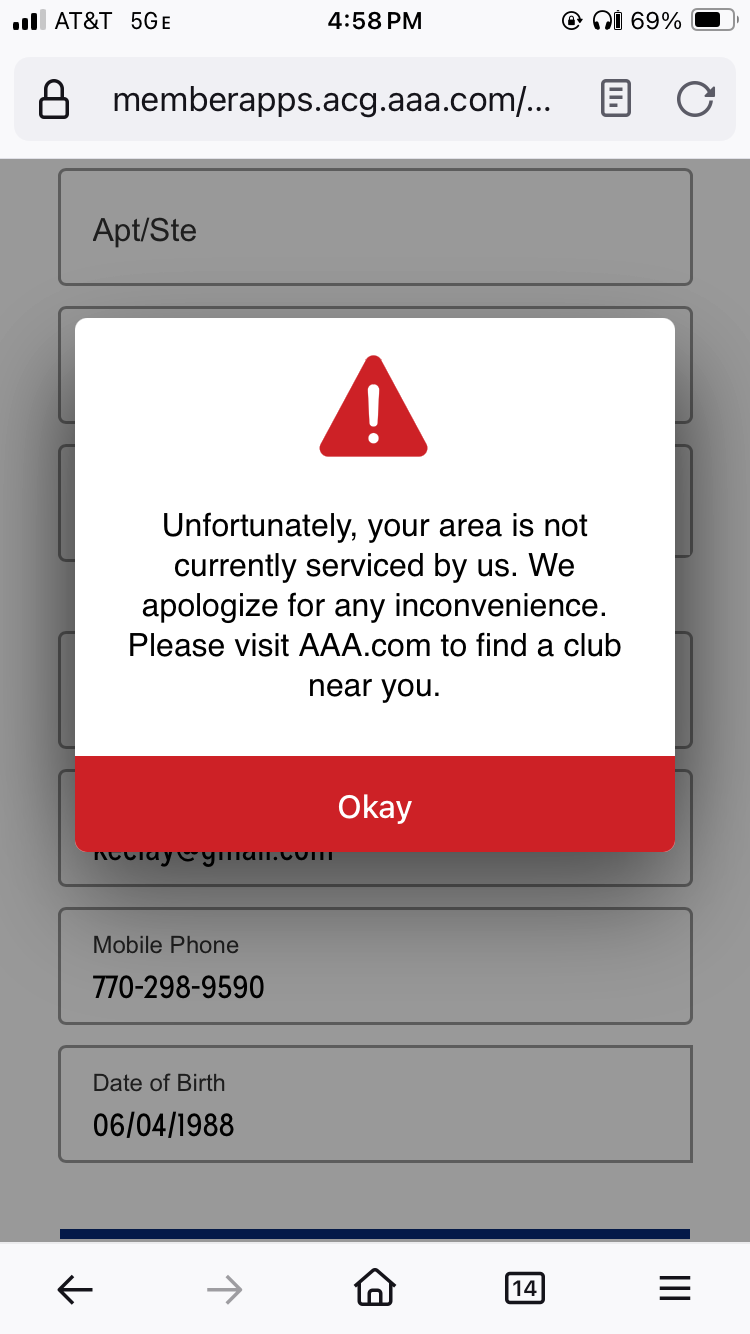 AT&T 5GE 4:58 PM 69%
memberapps.acg.aaa.com/...
Apt/Ste
Unfortunately, your area is not
currently serviced by us. We
apologize for any inconvenience.
Please visit AAA.com to find a club
near you.
Okay
Mobile Phone
770-298-9590
Date of Birth
06/04/1988
14